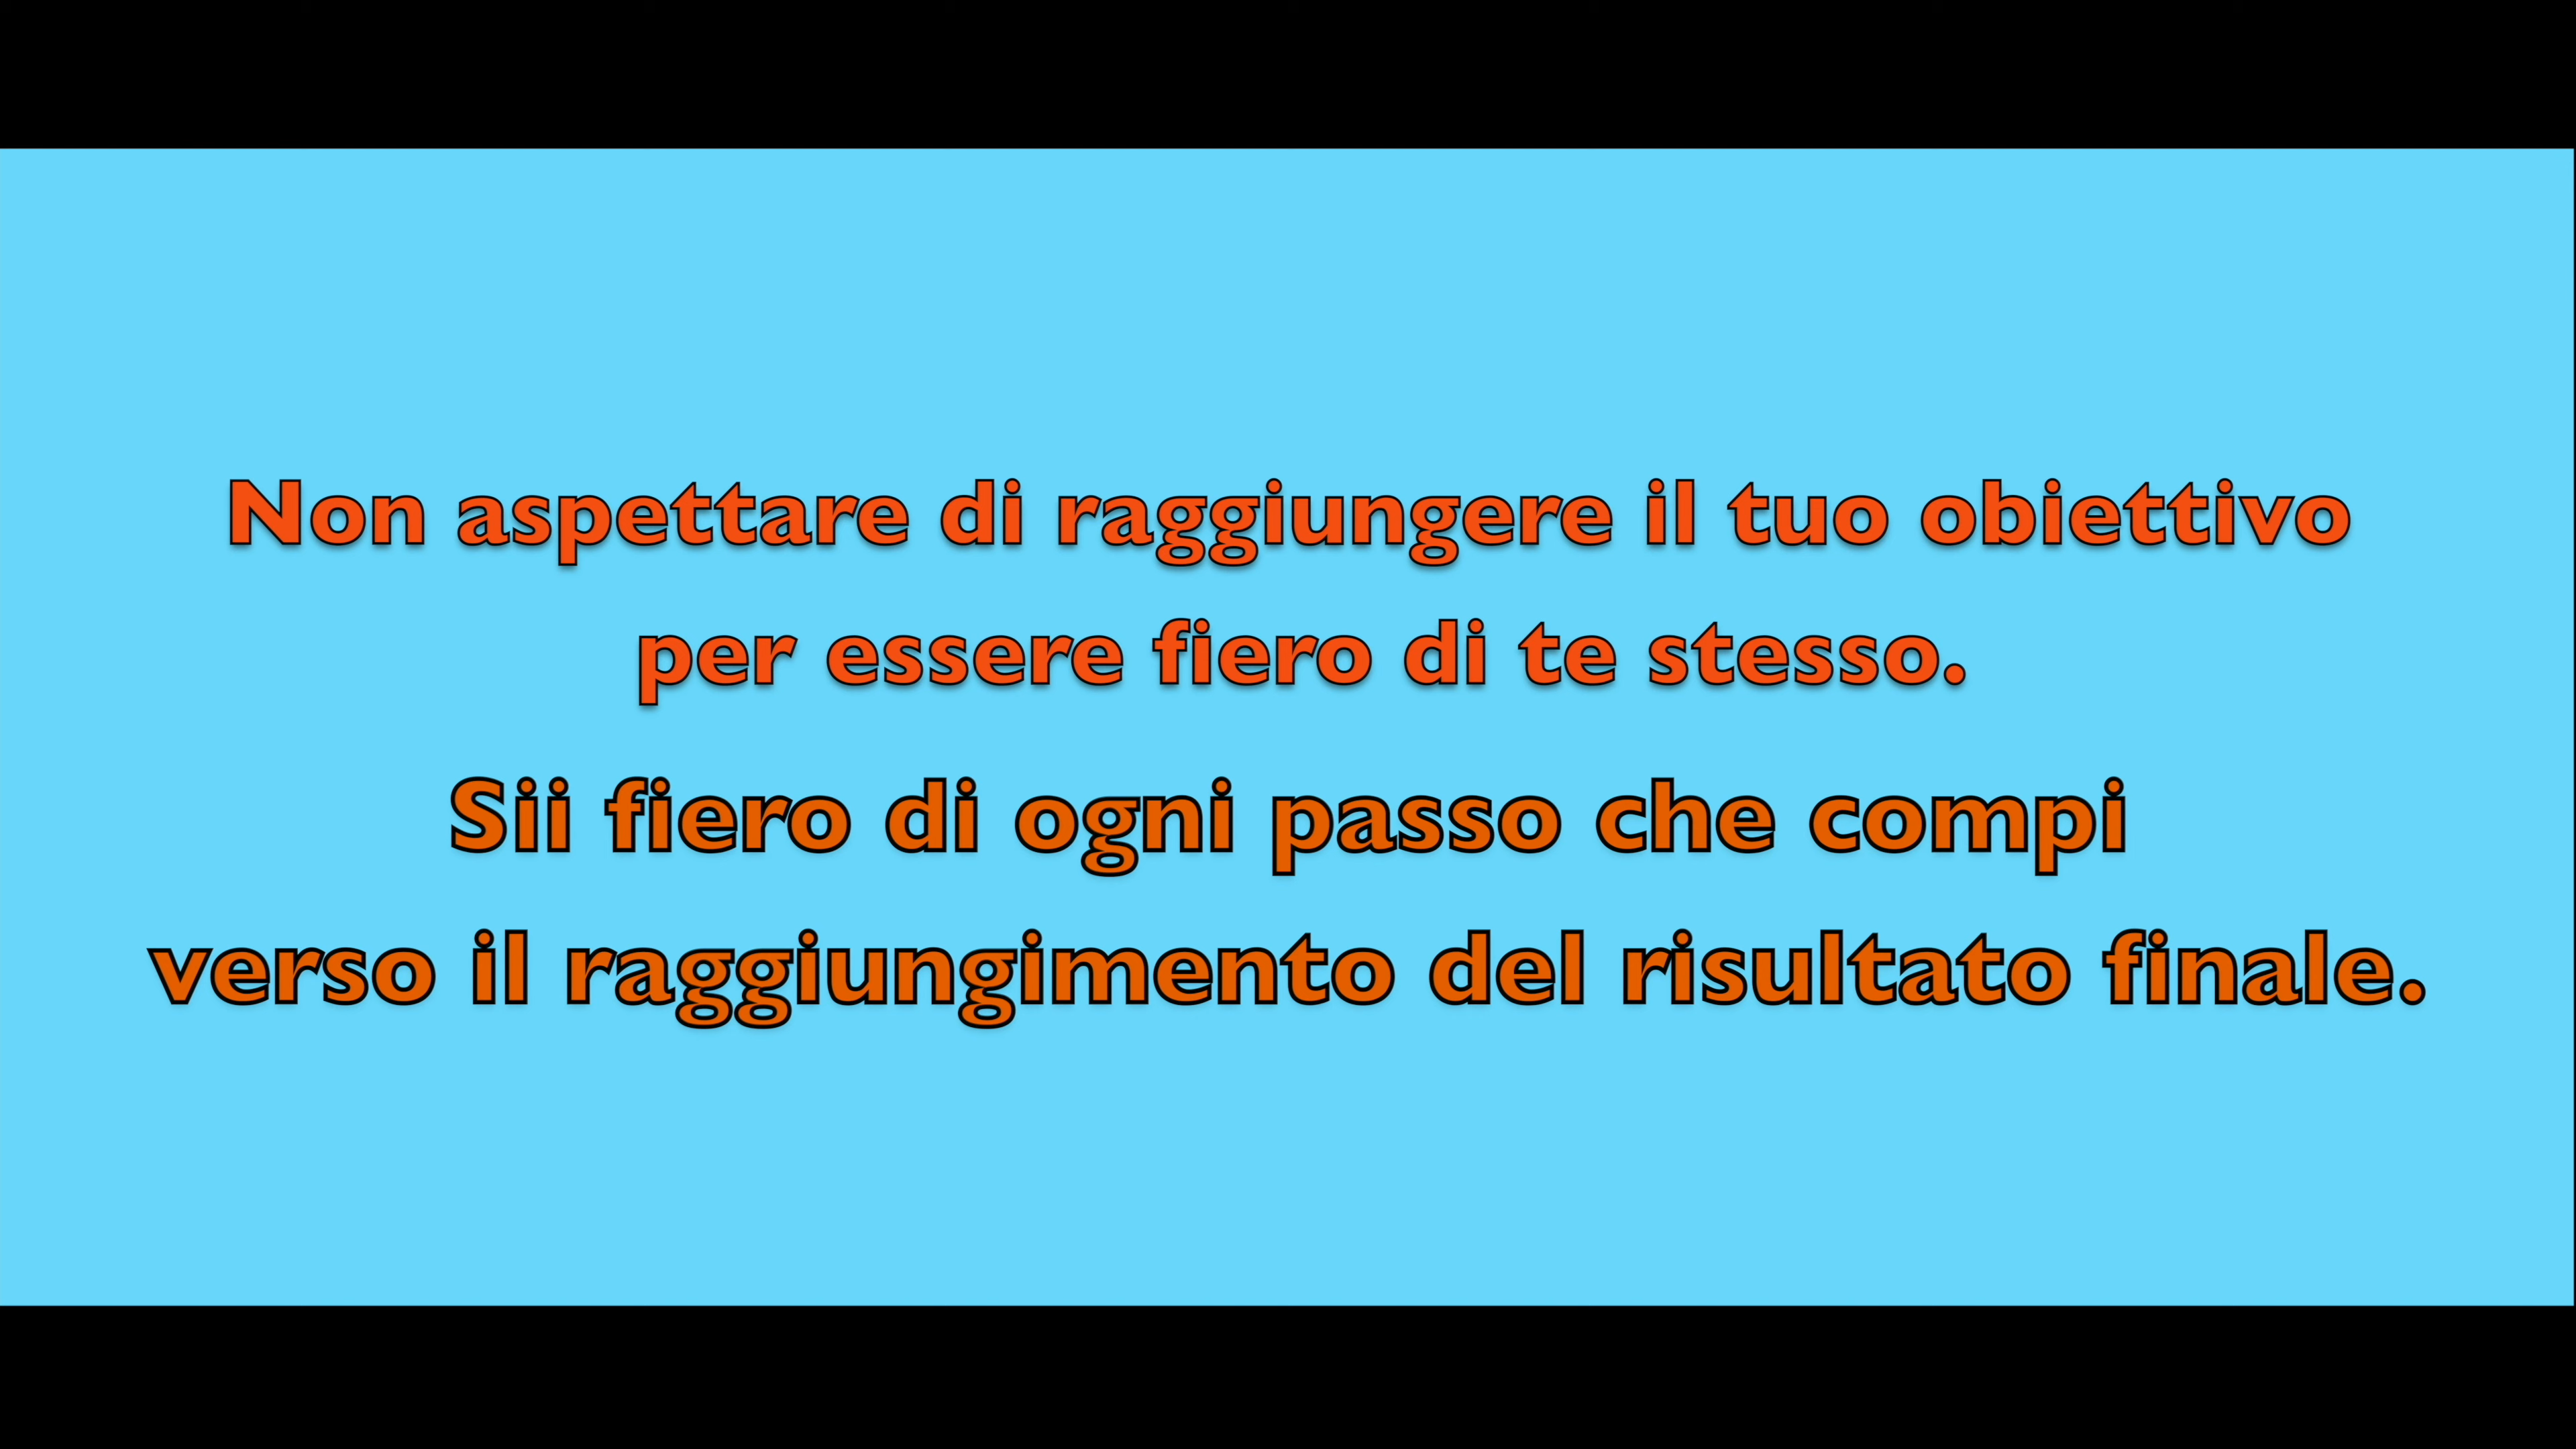 Non aspettare di raggiungere il tuo obiettivo
per essere fiero di te stesso.
Sii fiero di ogni passo che compi
verso il raggiungimento del risultato finale.